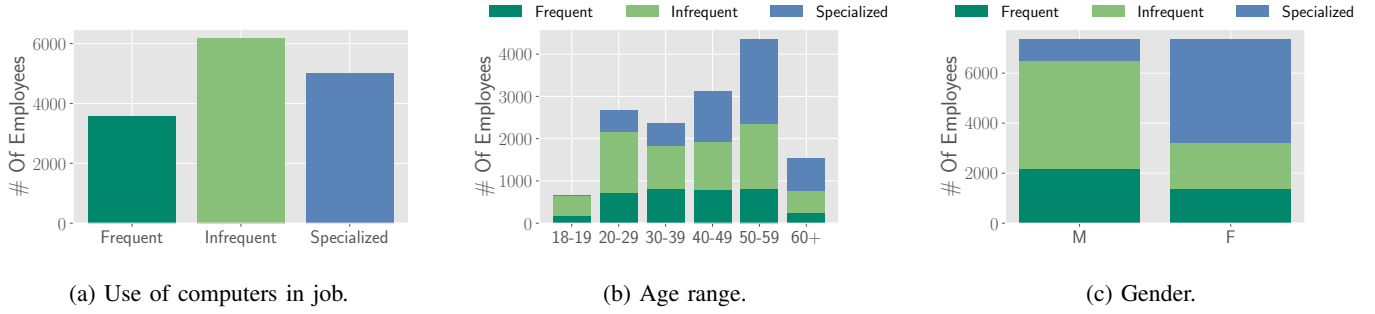 # Of Employees
6000
4000
2000
0
Frequent Infrequent Specialized
(a) Use of computers in job.
Frequent Infrequent Specialized
# Of Employees
4000
3000
2000
1000
0
18-19 20-29 30-39 40-49 50-59 60+
(b) Age range.
Frequent Infrequent Specialized
# Of Employees
6000
4000
2000
0
M F
(c) Gender.